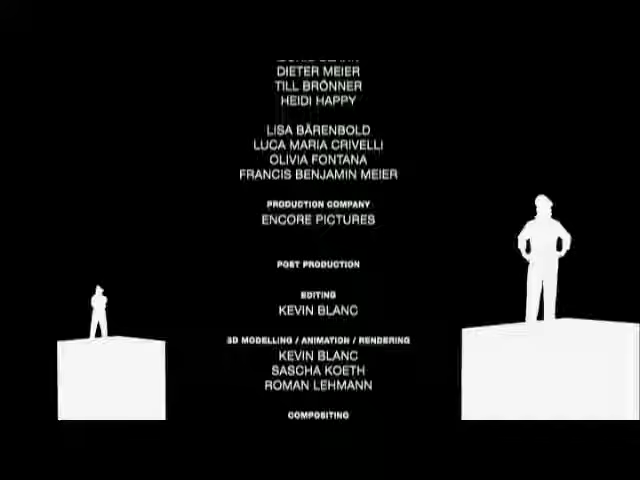 DIETER MEIER
TILL BRÖNNER
HEIDI HAPPY
LISA BÄRENBOLD
LUCA MARIA CRIVELLI
OLIVIA FONTANA
FRANCIS BENJAMIN MEIER
PRODUCTION COMPANY
ENCORE PICTURES
POST PRODUCTION
EDITING
KEVIN BLANC
3D MODELLING / ANIMATION / RENDERING
KEVIN BLANC
SASCHA KOETH
ROMAN LEHMANN
COMPOSITING